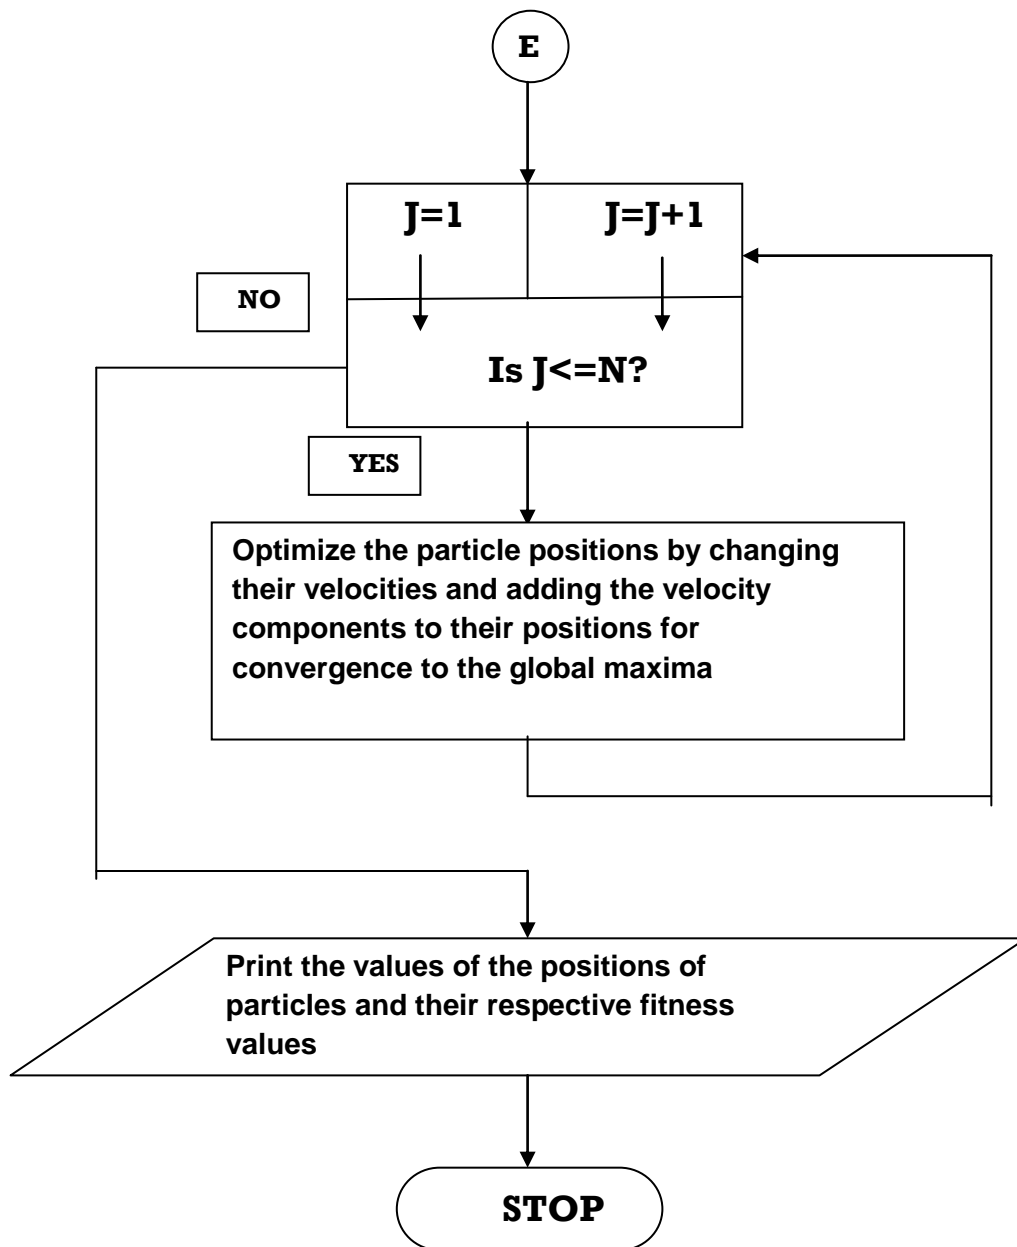 E
J=1
J=J+1
NO
Is J<=N?
YES
Optimize the particle positions by changing
their velocities and adding the velocity
components to their positions for
convergence to the global maxima
Print the values of the positions of
particles and their respective fitness
values
STOP